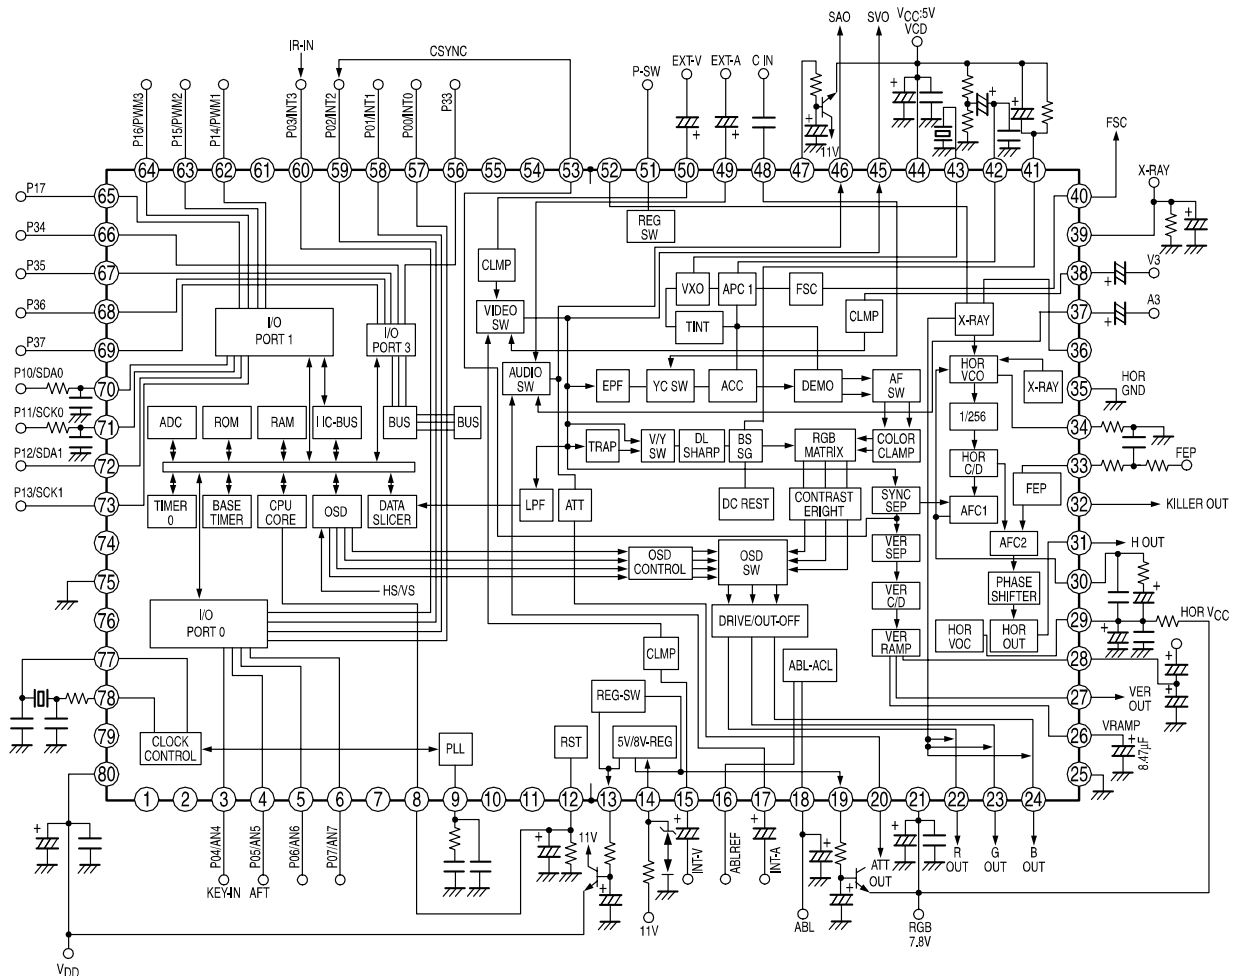 SAO
SVO
VCC:5V
VCD
IR-IN
CSYNC
P-SW
EXT-V
EXT-A
C IN
P16/PWM3
P15/PWM2
P14/PWM1
P03/INT3
P02/INT2
P01/INT1
P00/INT0
P33
11V
FSC
X-RAY
64
63
62
61
60
59
58
57
56
55
54
53
52
51
50
49
48
47
46
45
44
43
42
41
P17
65
40
P34
66
REG
SW
39
P35
67
CLMP
38
V3
P36
68
VXO
APC 1
FSC
CLMP
37
A3
I/O
PORT 1
I/O
PORT 3
VIDEO
SW
TINT
X-RAY
P37
69
36
P10/SDA0
70
AUDIO
SW
EPF
YC SW
ACC
DEMO
AF
SW
HOR
VCO
X-RAY
35
HOR
GND
P11/SCK0
71
ADC
ROM
RAM
IIC-BUS
BUS
BUS
1/256
34
P12/SDA1
72
TRAP
V/Y
SW
DL
SHARP
BS
SG
RGB
MATRIX
COLOR
CLAMP
HOR
C/D
33
FEP
P13/SCK1
73
TIMER
0
BASE
TIMER
CPU
CORE
OSD
DATA
SLICER
LPF
ATT
DC REST
CONTRAST
ERIGHT
SYNC
SEP
AFC1
FEP
32
KILLER OUT
74
OSD
CONTROL
OSD
SW
VER
SEP
AFC2
31
H OUT
75
HS/VS
VER
C/D
PHASE
SHIFTER
30
76
I/O
PORT 0
DRIVE/OUT-OFF
VER
RAMP
HOR
VOC
HOR
OUT
29
HOR VCC
77
CLMP
ABL-ACL
28
78
REG-SW
27
VER
OUT
79
CLOCK
CONTROL
PLL
RST
5V/8V-REG
26
VRAMP
8.47µF
80
25
1
2
3
4
5
6
7
8
9
10
11
12
13
14
15
16
17
18
19
20
21
22
23
24
P04/AN4
P05/AN5
P06/AN6
P07/AN7
11V
INT-V
ABLREF
INT-A
ATT
OUT
R
OUT
G
OUT
B
OUT
KEY-IN
AFT
11V
ABL
RGB
7.8V
VDD